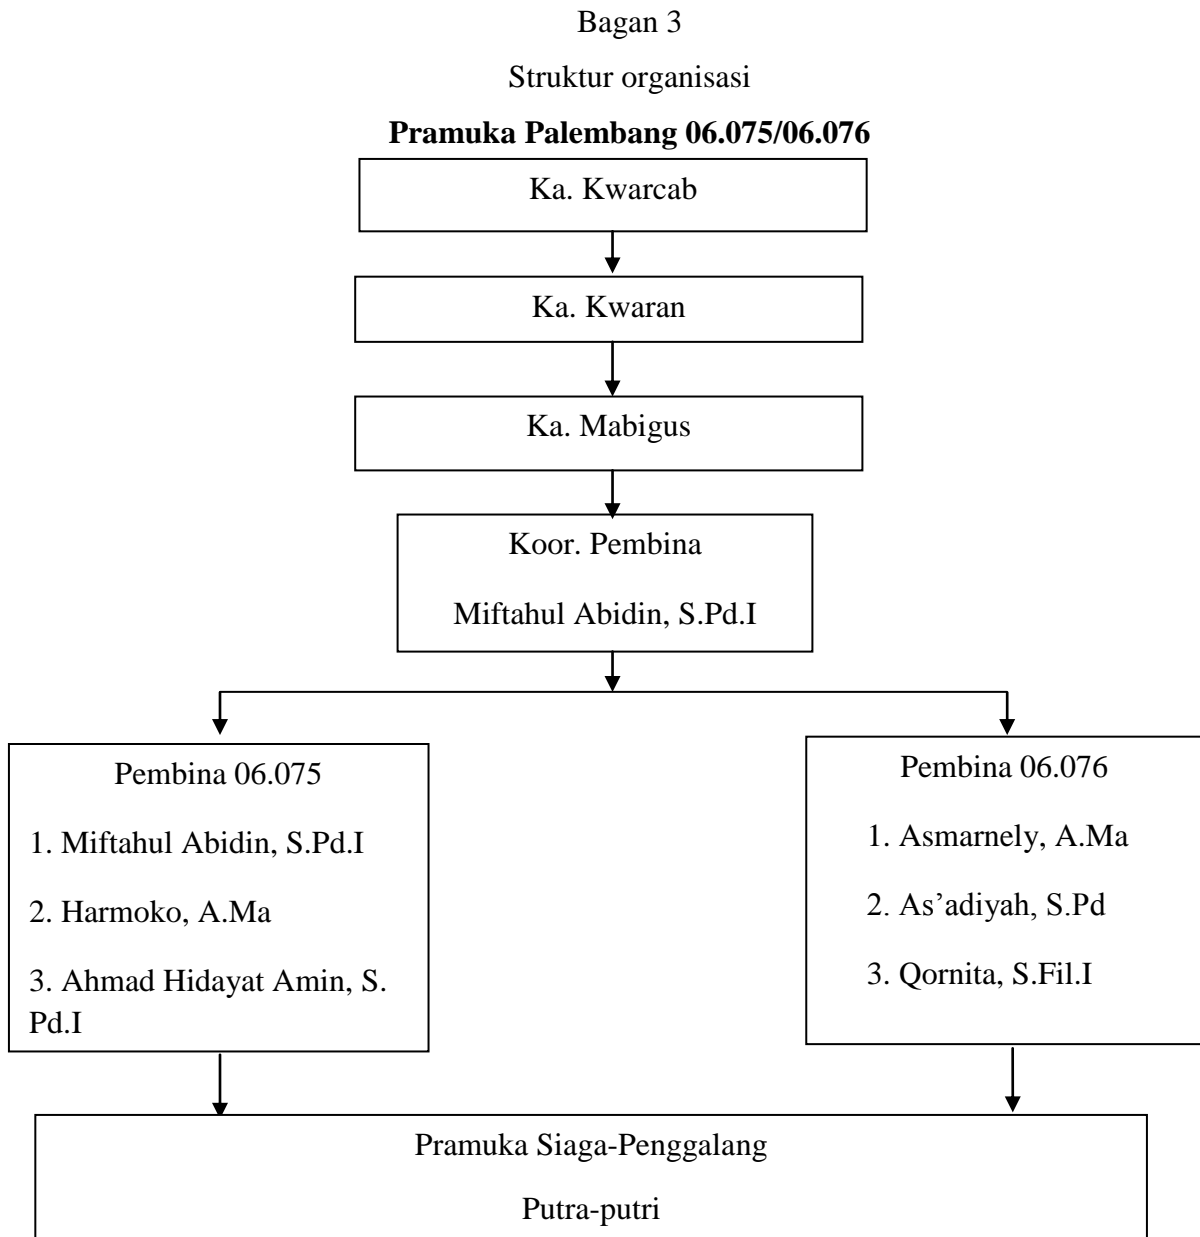 Bagan 3
Struktur organisasi
Pramuka Palembang 06.075/06.076
Ka. Kwarcab
Ka. Kwaran
Ka. Mabigus
Koor. Pembina
Miftahul Abidin, S.Pd.I
Pembina 06.075
1. Miftahul Abidin, S.Pd.I
2. Harmoko, A.Ma
3. Ahmad Hidayat Amin, S.
Pd.I
Pembina 06.076
1. Asmarnely, A.Ma
2. As’adiyah, S.Pd
3. Qornita, S.Fil.I
Pramuka Siaga-Penggalang
Putra-putri